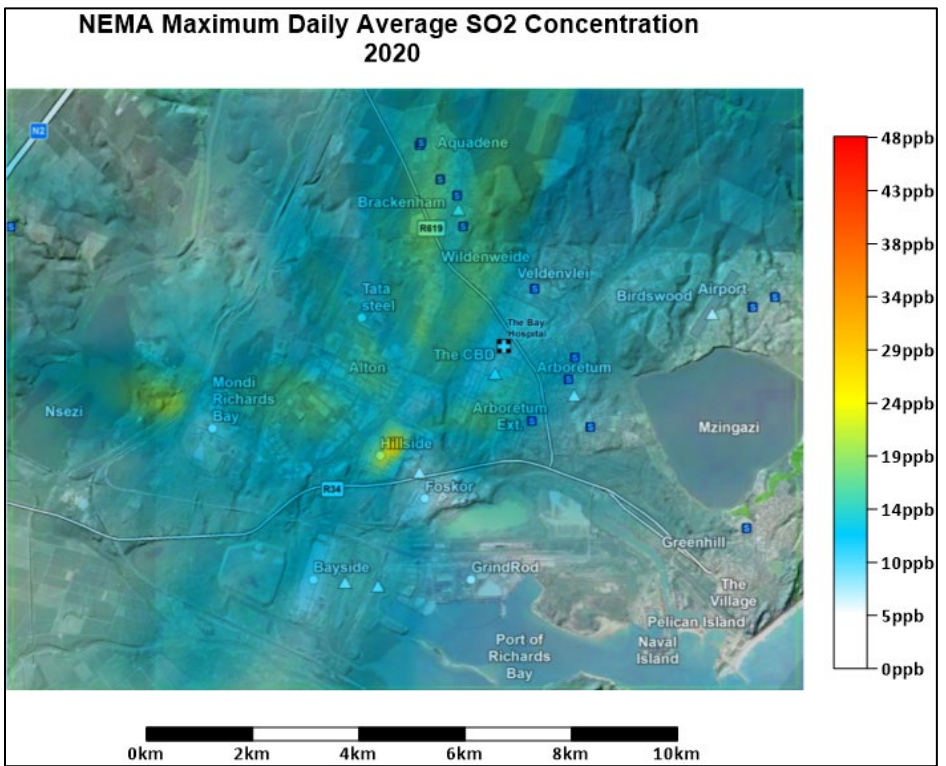 NEMA Maximum Daily Average SO2 Concentration
2020
N2
S
Aquadene
S
S
Brackenham
S
R619
S
Wildenweide
Veldenvlei
S
Birdswood
Airport
S
S
Tata
steel
The Bay
Hospital
The CBD
S
Arboretum
S
Alton
Mondi
Richards
Bay
Nsezi
Arboretum
Ext.
S
S
Mzingazi
Hillside
R34
Foskor
S
Greenhill
Bayside
GrindRod
The
Village
Pelican Island
Naval
Island
Port of
Richards
Bay
48ppb
43ppb
38ppb
34ppb
29ppb
24ppb
19ppb
14ppb
10ppb
5ppb
0ppb
0km
2km
4km
6km
8km
10km